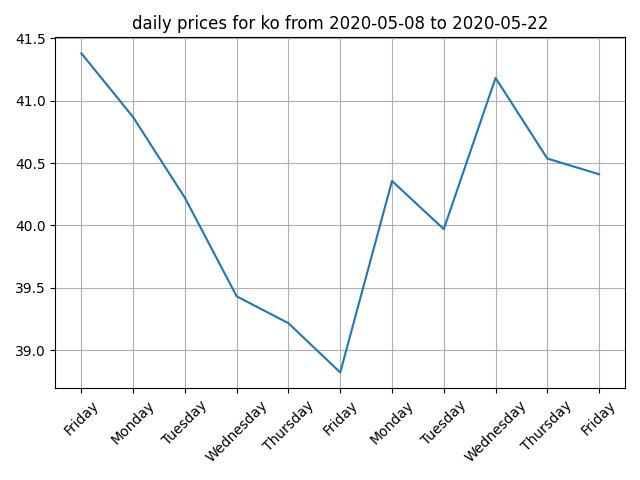 daily prices for ko from 2020-05-08 to 2020-05-22
41.5
41.0
40.5
40.0
39.5
39.0
Friday
Monday
Tuesday
Wednesday
Thursday
Friday
Monday
Tuesday
Wednesday
Thursday
Friday